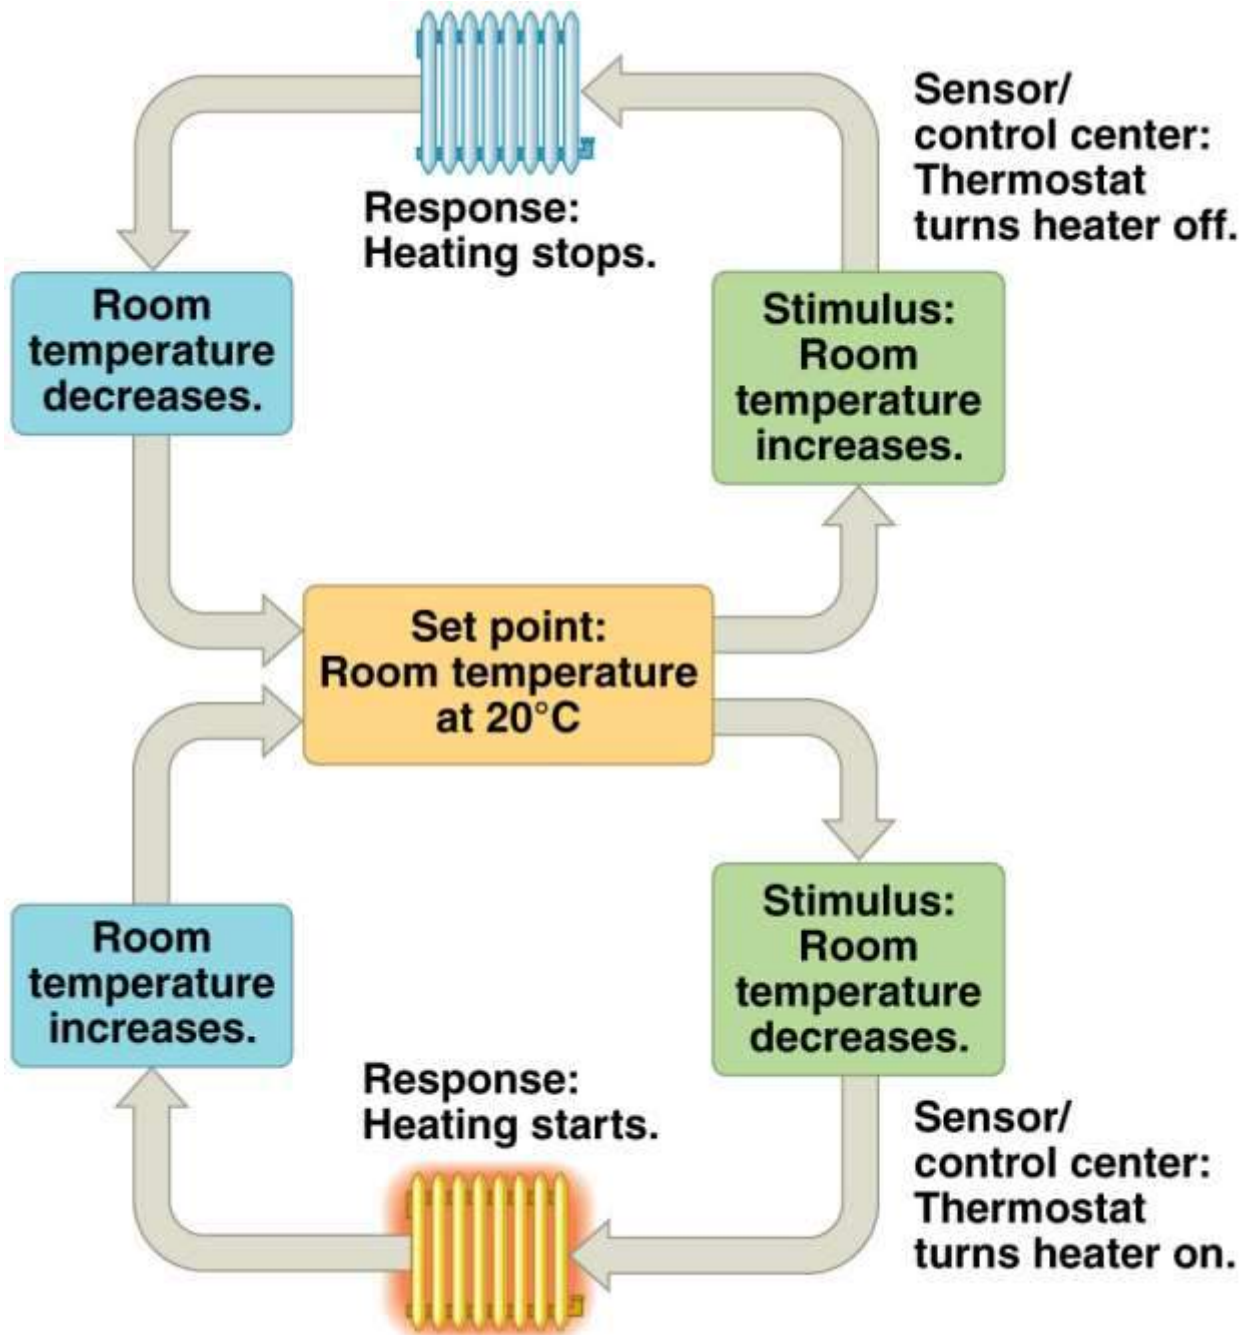 Sensor/
control center:
Thermostat
turns heater off.
Response:
Heating stops.
Room
temperature
decreases.
Stimulus:
Room
temperature
increases.
Set point:
Room temperature
at 20°C
Room
temperature
increases.
Stimulus:
Room
temperature
decreases.
Response:
Heating starts.
Sensor/
control center:
Thermostat
turns heater on.